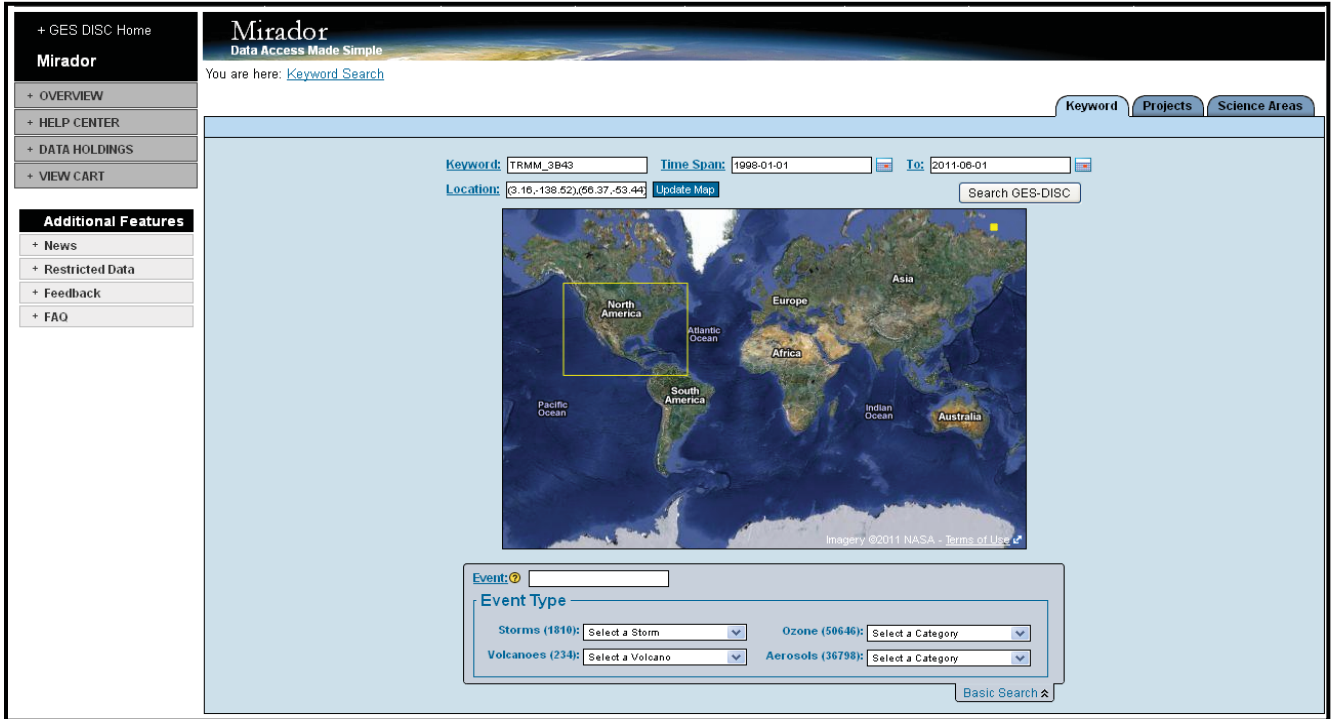 + GES DISC Home
Mirador
+ OVERVIEW
+ HELP CENTER
+ DATA HOLDINGS
+ VIEW CART
Additional Features
+ News
+ Restricted Data
+ Feedback
+ FAQ
Mirador
Data Access Made Simple
You are here: Keyword Search
Keyword Projects Science Areas
Keyword: TRMM_3B43 Time Span: 1998-01-01 To: 2011-06-01
Location: (3.16,-138.52),(56.37,-53.44) Update Map Search GES-DISC
Asia
North America
Europe
Atlantic Ocean
Africa
South America
Pacific Ocean
Indian Ocean
Australia
Imagery ©2011 NASA - Terms of Use
Event:?
Event Type
Storms (1810): Select a Storm Ozone (50646): Select a Category
Volcanoes (234): Select a Volcano Aerosols (36798): Select a Category
Basic Search